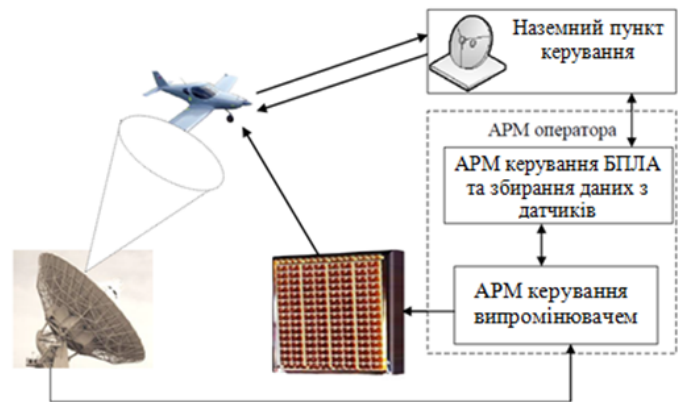 Наземний пункт
керування
АРМ оператора
АРМ керування БПЛА
та збирання даних з
датчиків
АРМ керування
випромінювачем